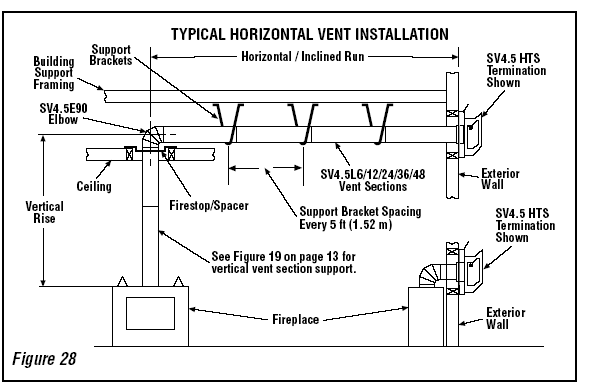 TYPICAL HORIZONTAL VENT INSTALLATION
Support
Brackets
Horizontal / Inclined Run
Building
Support
Framing
SV4.5 HTS
Termination
Shown
SV4.5E90
Elbow
Ceiling
Firestop/Spacer
SV4.5L6/12/24/36/48
Vent Sections
Exterior
Wall
Vertical
Rise
Support Bracket Spacing
Every 5 ft (1.52 m)
SV4.5 HTS
Termination
Shown
See Figure 19 on page 13 for
vertical vent section support.
Fireplace
Exterior
Wall
Figure 28